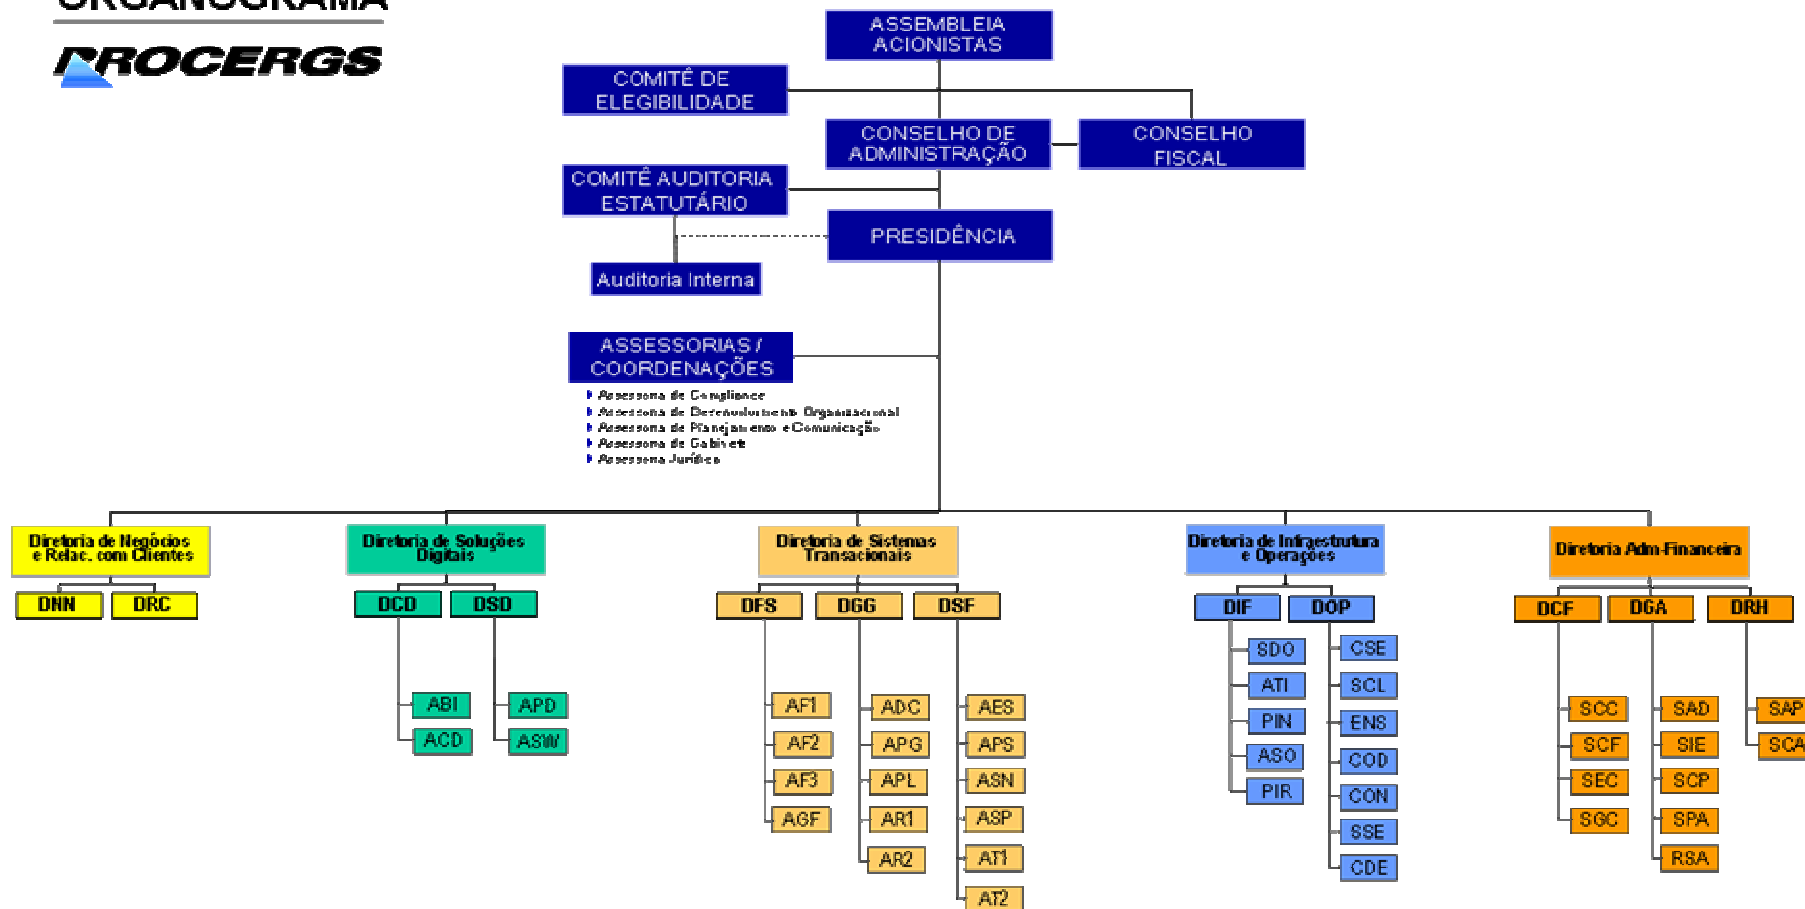 ORGANOGRAMA
PROCERGS
ASSEMBLEIA
ACIONISTAS
COMITÊ DE
ELEGIBILIDADE
CONSELHO DE
ADMINISTRAÇÃO
CONSELHO
FISCAL
COMITÊ AUDITORIA
ESTATUTÁRIO
PRESIDÊNCIA
Auditoria Interna
ASSESSORIAS /
COORDENAÇÕES
Assessoria de Compliance
Assessoria de Desenvolvimento Organizacional
Assessoria de Planejamento e Comunicação
Assessoria de Gabinete
Assessoria Jurídica
Diretoria de Negócios
e Relac. com Clientes
DNN DRC
Diretoria de Soluções
Digitais
DCD DSD
ABI APD
ACD ASW
Diretoria de Sistemas
Transacionais
DFS DGG DSF
AF1 ADC AES
AF2 APG APS
AF3 APL ASN
AGF AR1 ASP
AR2 AT1
AT2
Diretoria de Infraestrutura
e Operações
DIF DOP
SDO CSE
ATI SCL
PIN ENS
ASO COD
PIR CON
SSE
CDE
Diretoria Adm-Financeira
DCF DGA DRH
SCC SAD SAP
SCF SIE SCA
SEC SCP
SGC SPA
RSA